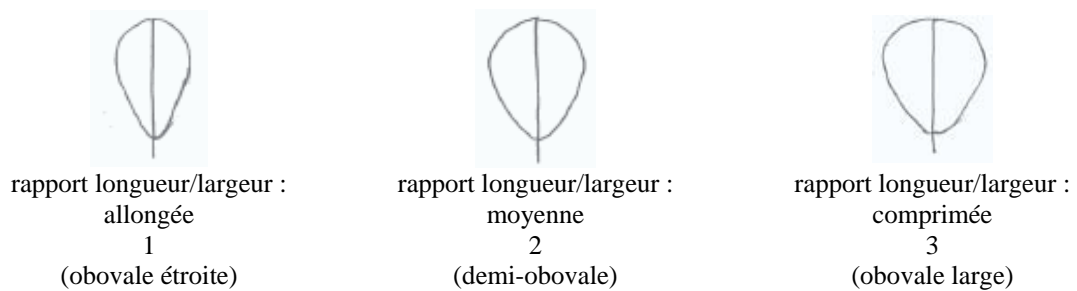 rapport longueur/largeur :
allongée
1
(obovale étroite)
rapport longueur/largeur :
moyenne
2
(demi-obovale)
rapport longueur/largeur :
comprimée
3
(obovale large)